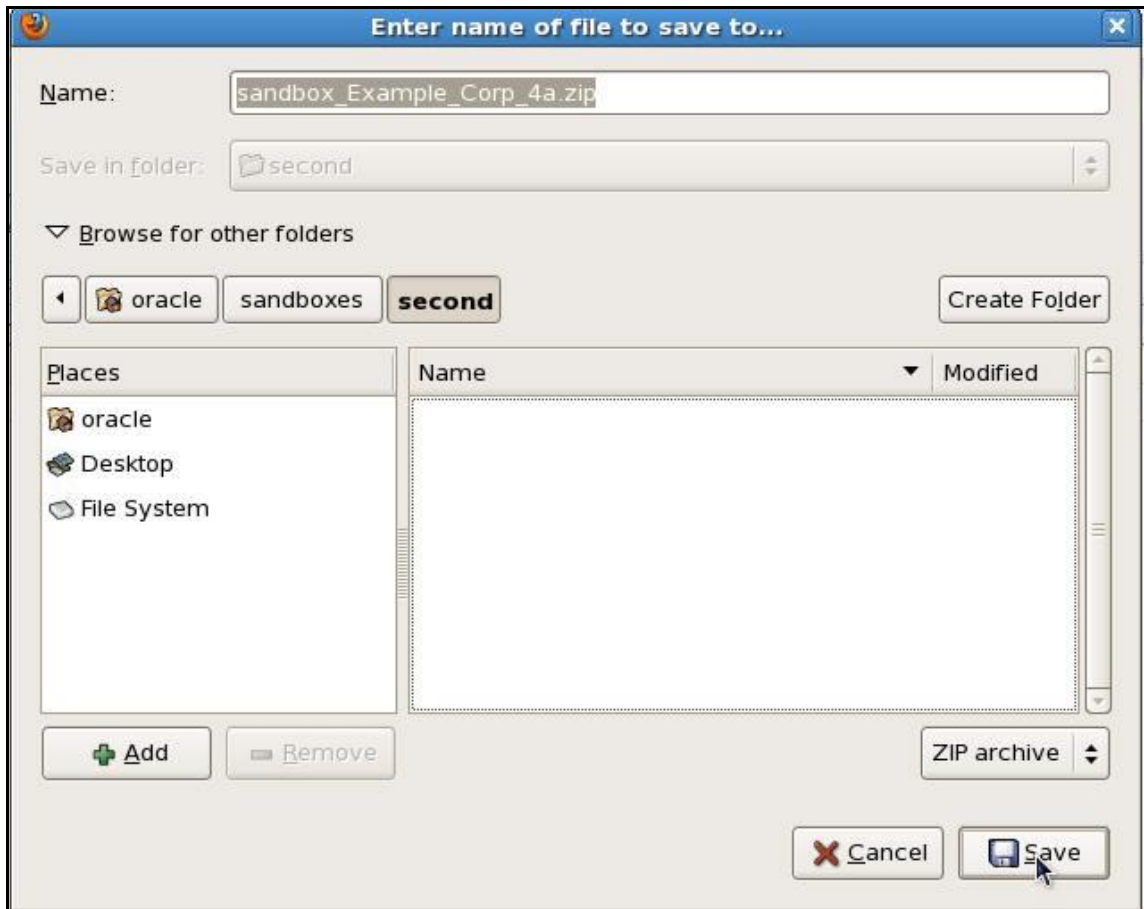 Enter name of file to save to...
Name:
sandbox_Example_Corp_4a.zip
Save in folder:
second
Browse for other folders
oracle
sandboxes
second
Create Folder
Places
Name
Modified
oracle
Desktop
File System
Add
Remove
ZIP archive
Cancel
Save